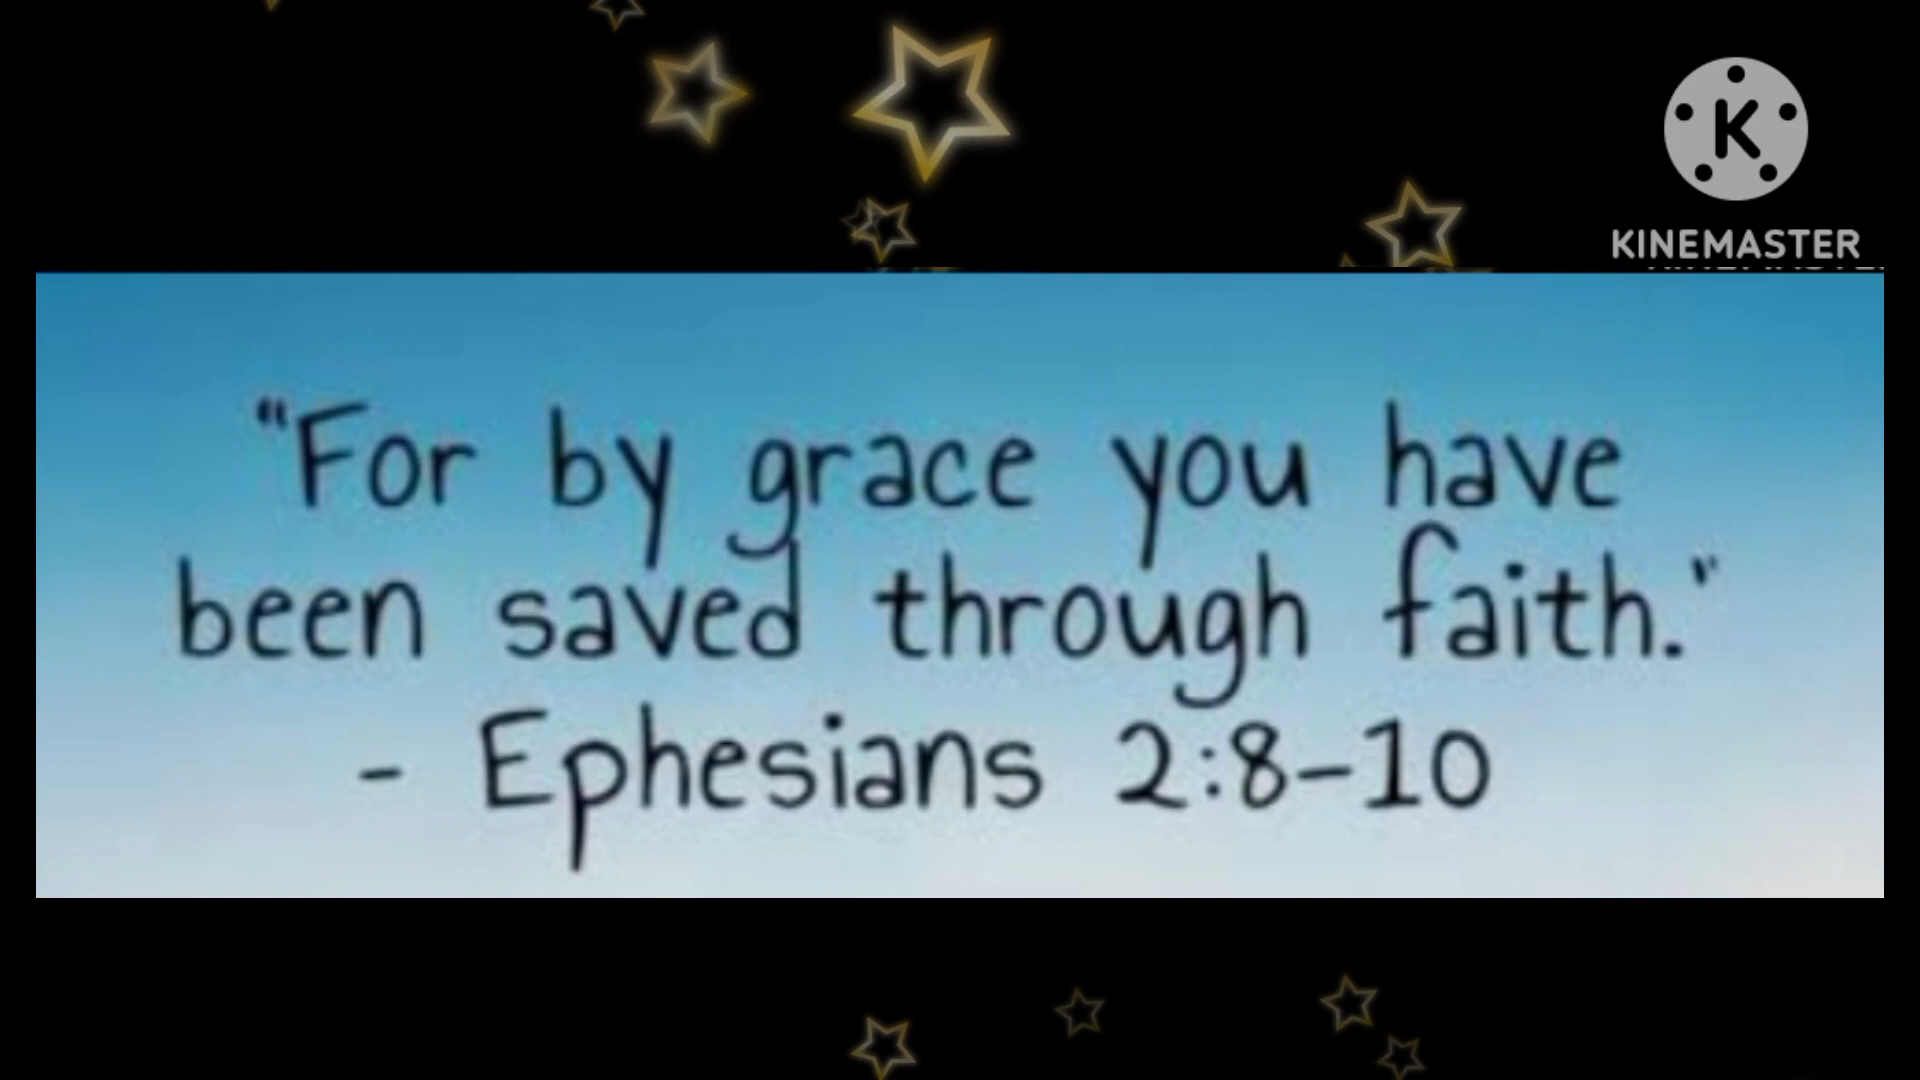 K
KINEMASTER
"For by grace you have
been saved through faith."
- Ephesians 2:8-10